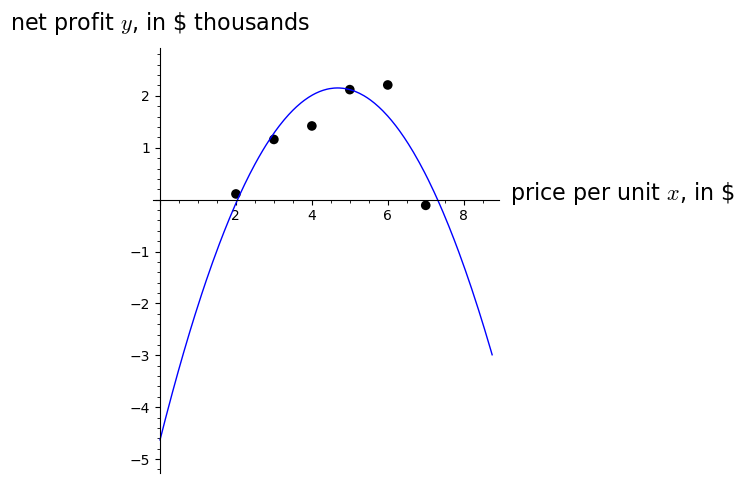 net profit y, in $ thousands
2
1
price per unit x, in $
2 4 6 8
−1
−2
−3
−4
−5